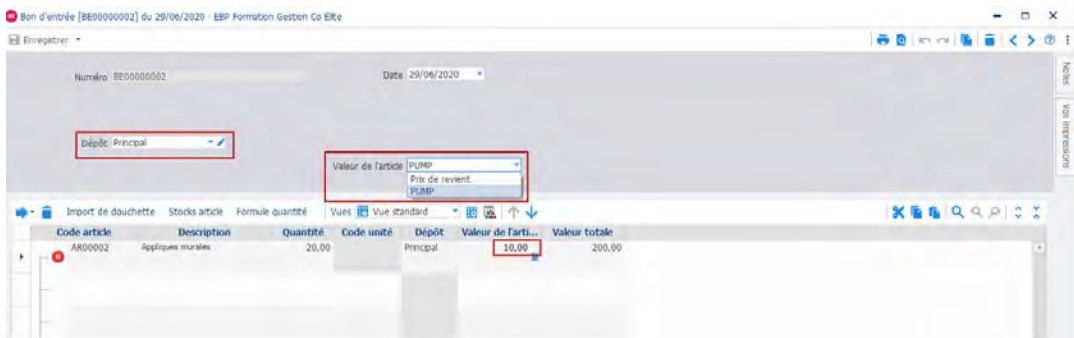 Bon d'entrée [BE00000002] du 29/06/2020 - EBP Formation Gestion Co Elite
Enregistrer
Numéro BE00000002 Date 29/06/2020
Notes
Vos impressions
Dépôt Principal
Valeur de l'article PUMP
Prix de revient
PUMP
Import de douchette Stocks article Formule quantité Vues Vue standard
Code article Description Quantité Code unité Dépôt Valeur de l'arti... Valeur totale
AR00002 Appliques murales 20,00 Principal 10,00 200,00